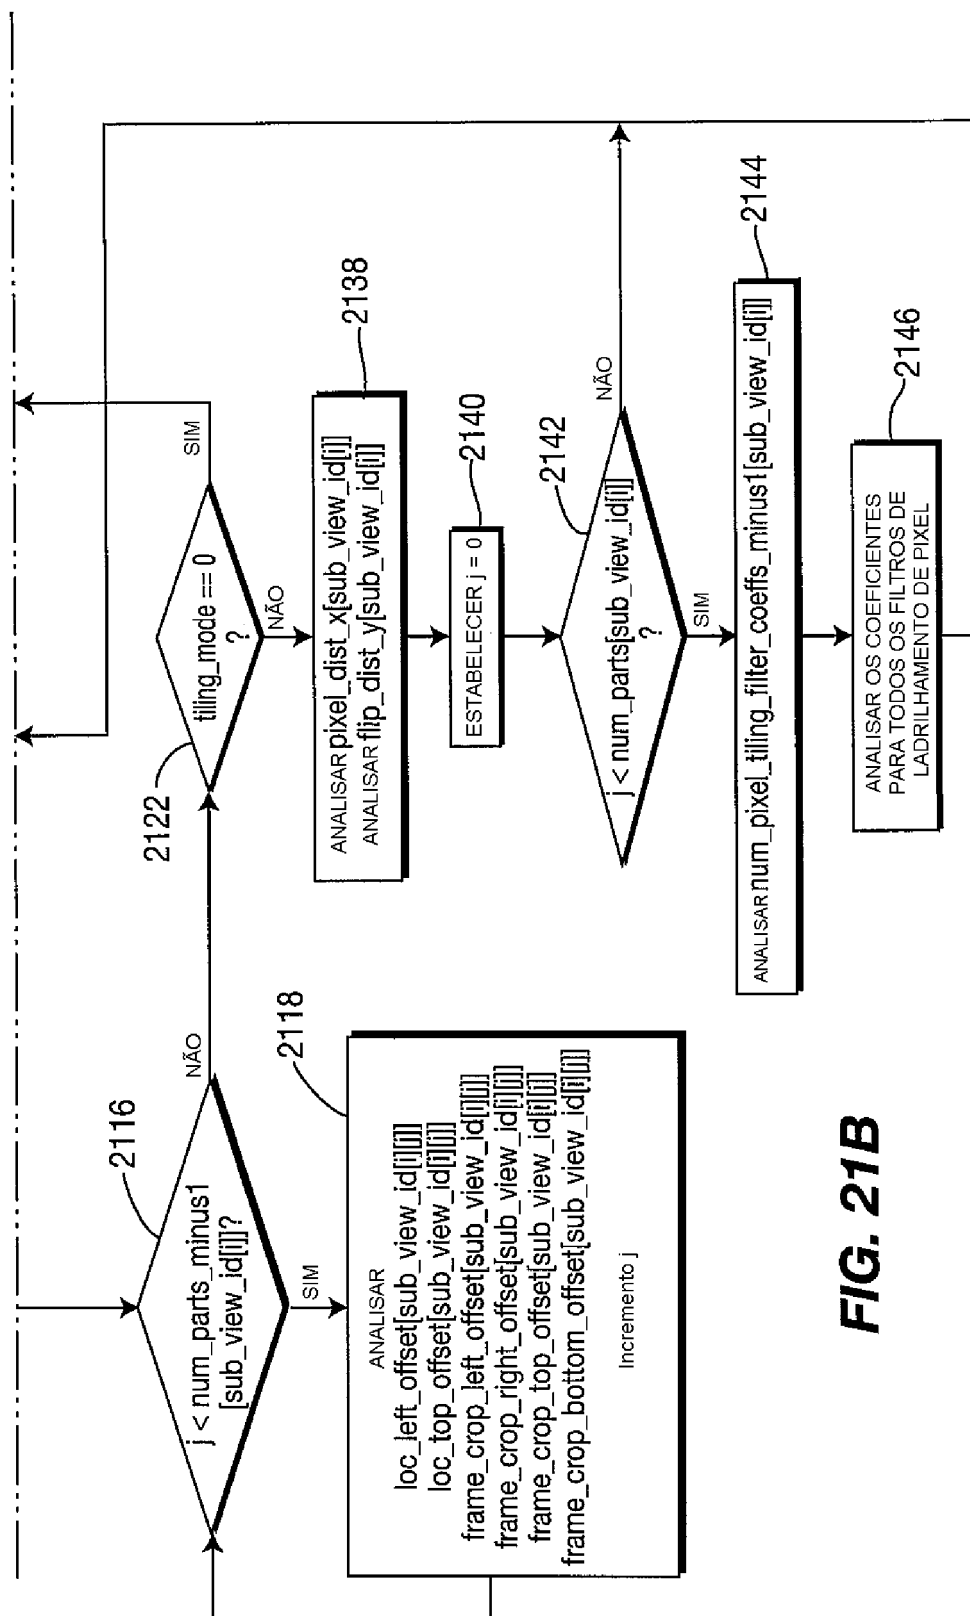 2116
j < num_parts_minus1
[sub_view_id[i]]?
NÃO
SIM
2118
ANALISAR
loc_left_offset[sub_view_id[i][j]]
loc_top_offset[sub_view_id[i][j]]
frame_crop_left_offset[sub_view_id[i][j]]
frame_crop_right_offset[sub_view_id[i][j]]
frame_crop_top_offset[sub_view_id[i][j]]
frame_crop_bottom_offset[sub_view_id[i][j]]
Incremento j
2122
tiling_mode == 0
?
SIM
NÃO
2138
ANALISAR pixel_dist_x[sub_view_id[i]]
ANALISAR flip_dist_y[sub_view_id[i]]
2140
ESTABELECER j = 0
2142
j < num_parts[sub_view_id[i]]
?
NÃO
SIM
2144
ANALISAR num_pixel_tiling_filter_coeffs_minus1[sub_view_id[i]]
2146
ANALISAR OS COEFICIENTES
PARA TODOS OS FILTROS DE
LADRILHAMENTO DE PIXEL
FIG. 21B